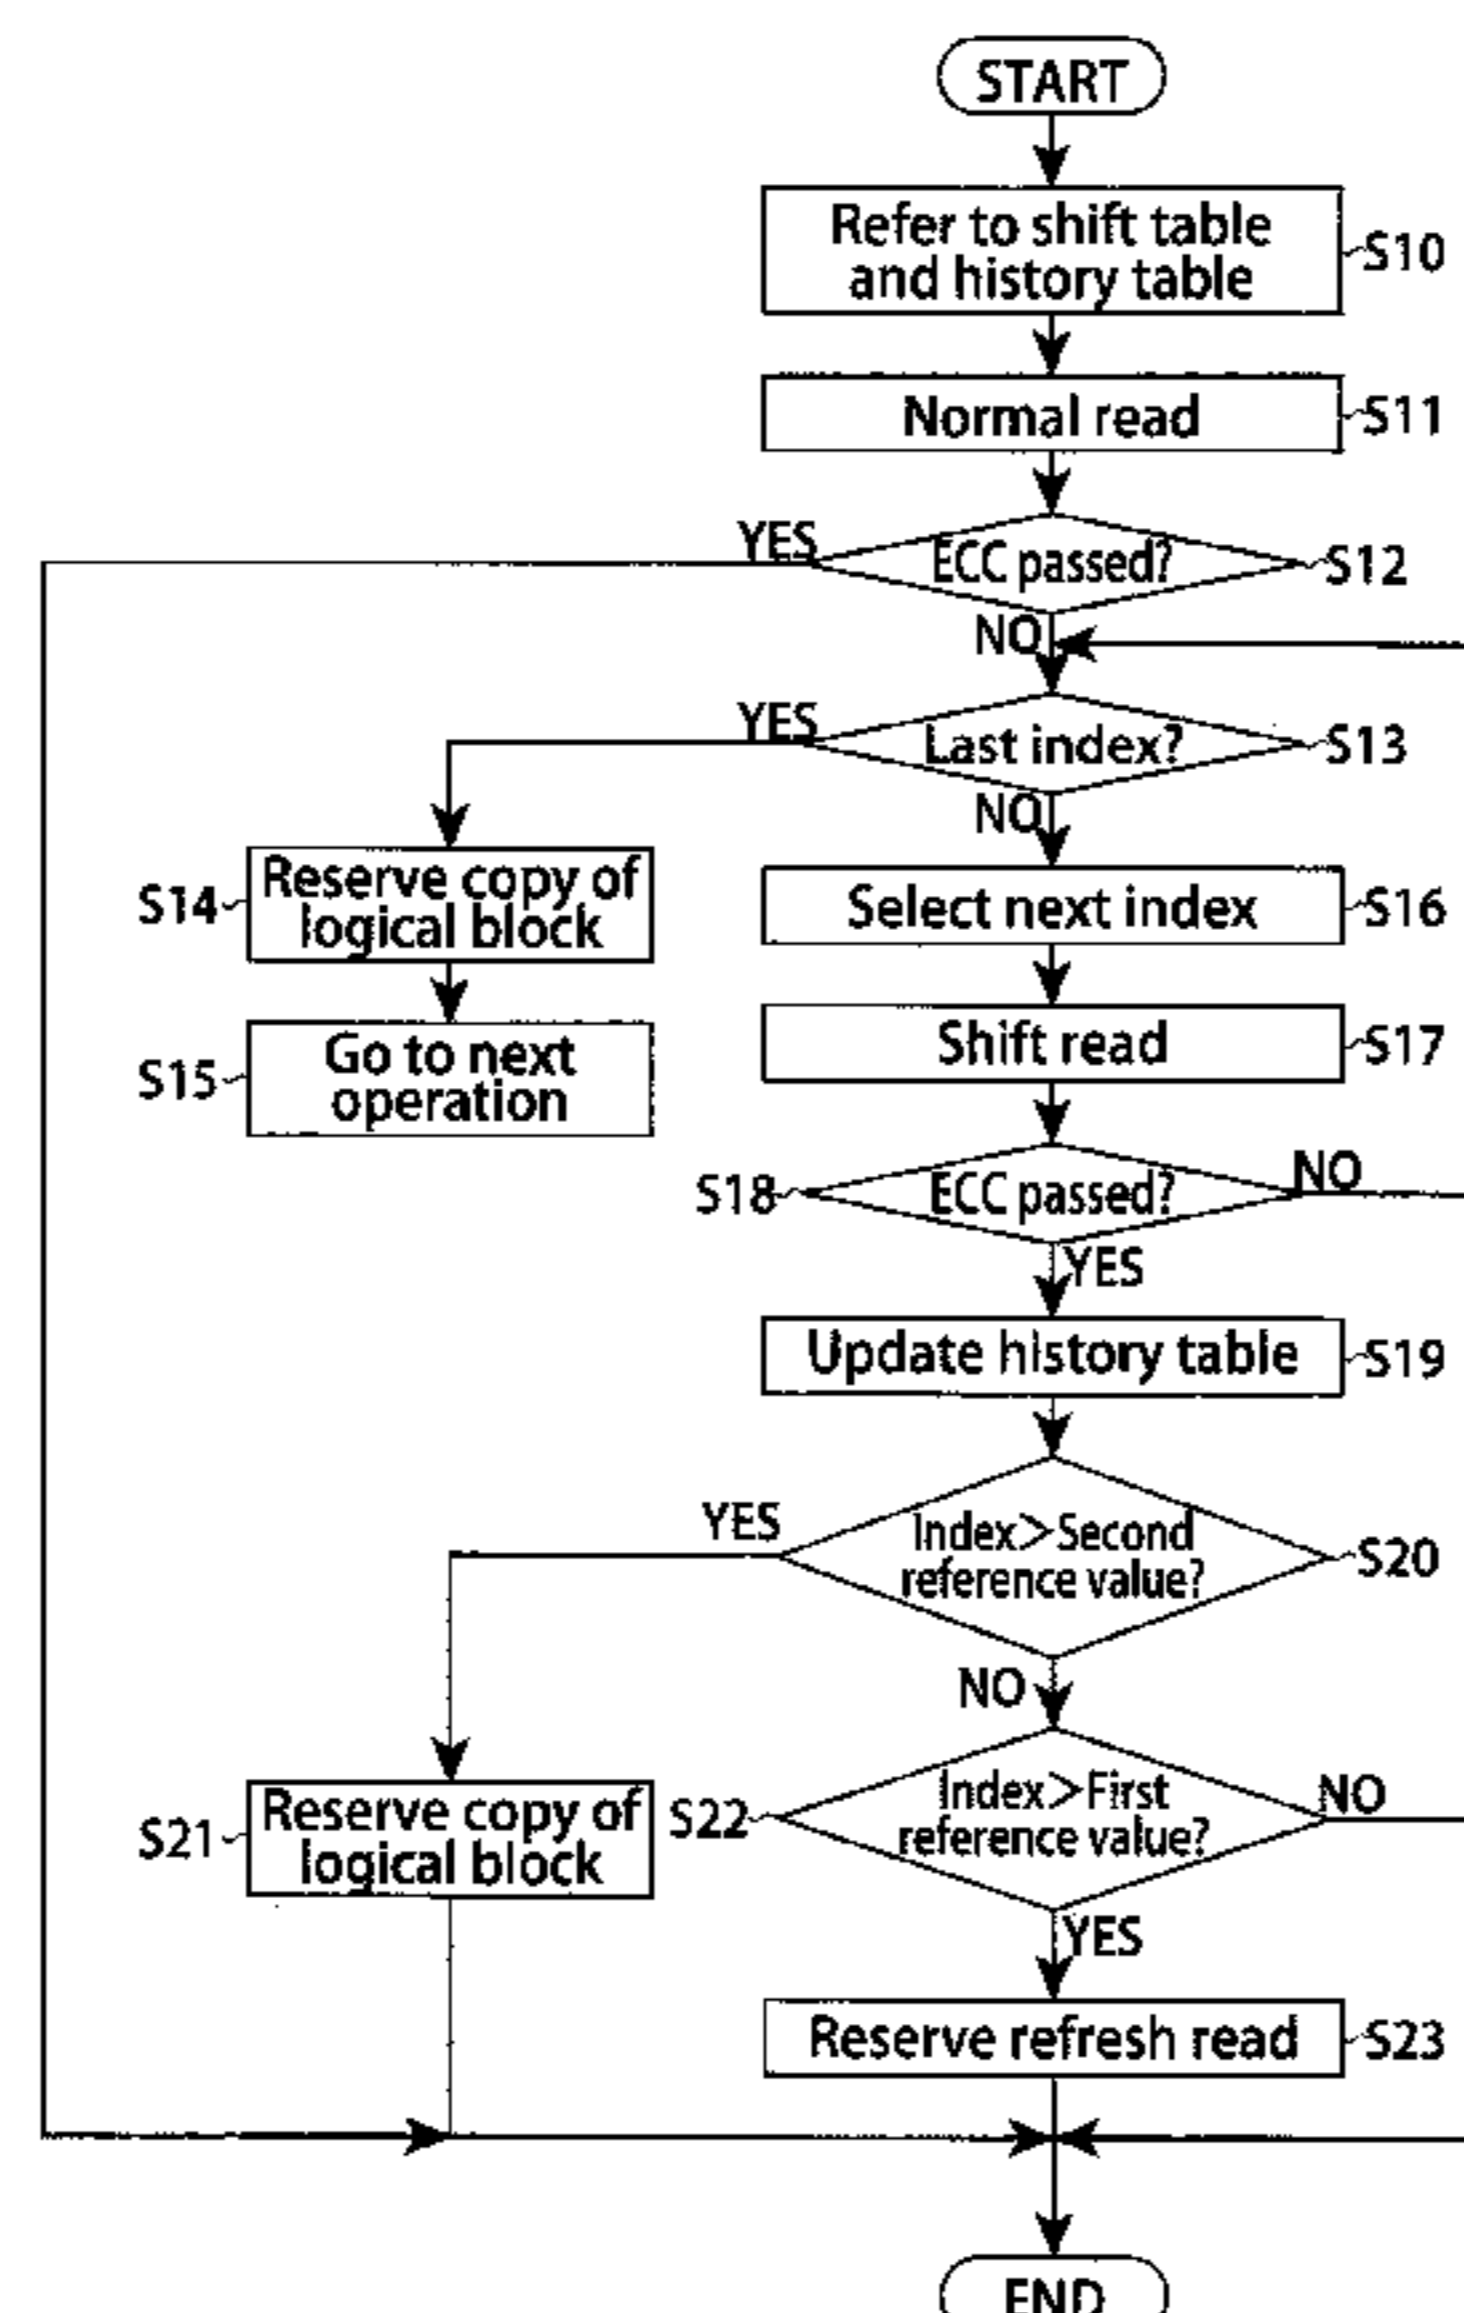 START
Refer to shift table
and history table
S10
Normal read
S11
YES
ECC passed?
S12
NO
YES
Last index?
S13
NO
S14
Reserve copy of
logical block
Select next index
S16
S15
Go to next
operation
Shift read
S17
S18
ECC passed?
NO
YES
Update history table
S19
YES
Index>Second
reference value?
S20
NO
S21
Reserve copy of
logical block
S22
Index>First
reference value?
NO
YES
Reserve refresh read
S23
END